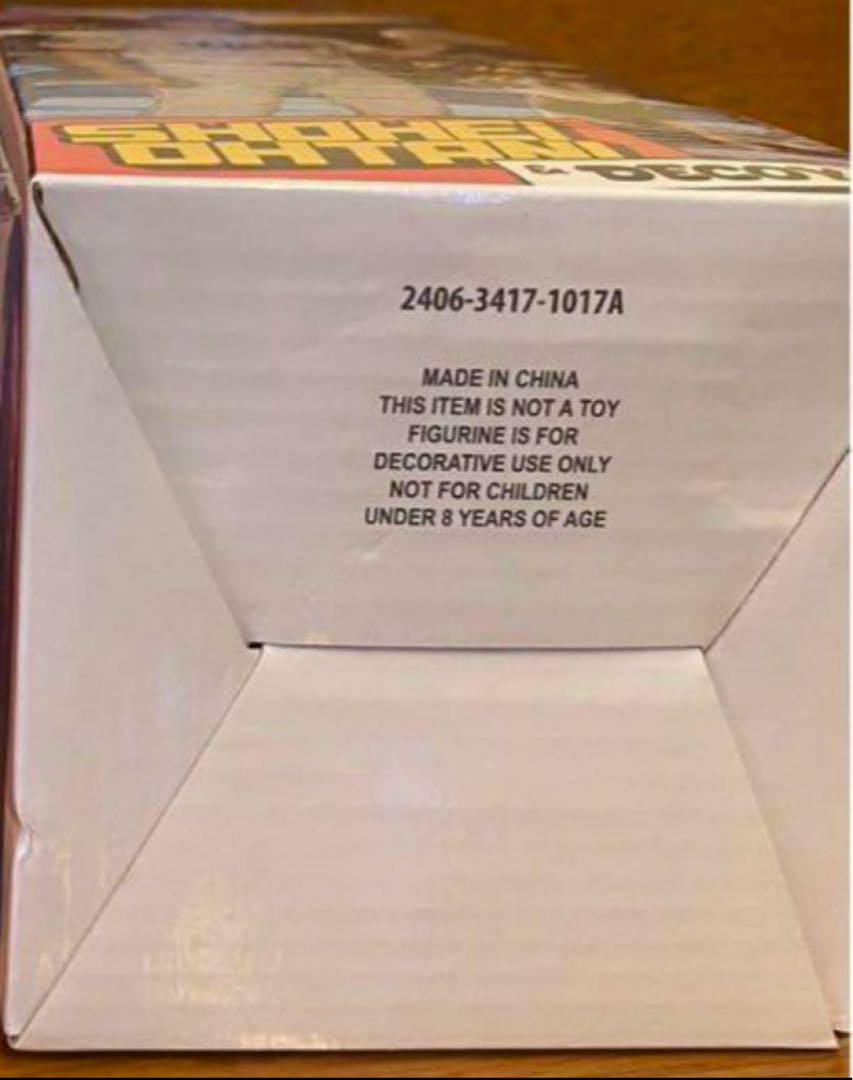 SHOHEI
OHTANI
& DECOY
2406-3417-1017A
MADE IN CHINA
THIS ITEM IS NOT A TOY
FIGURINE IS FOR
DECORATIVE USE ONLY
NOT FOR CHILDREN
UNDER 8 YEARS OF AGE